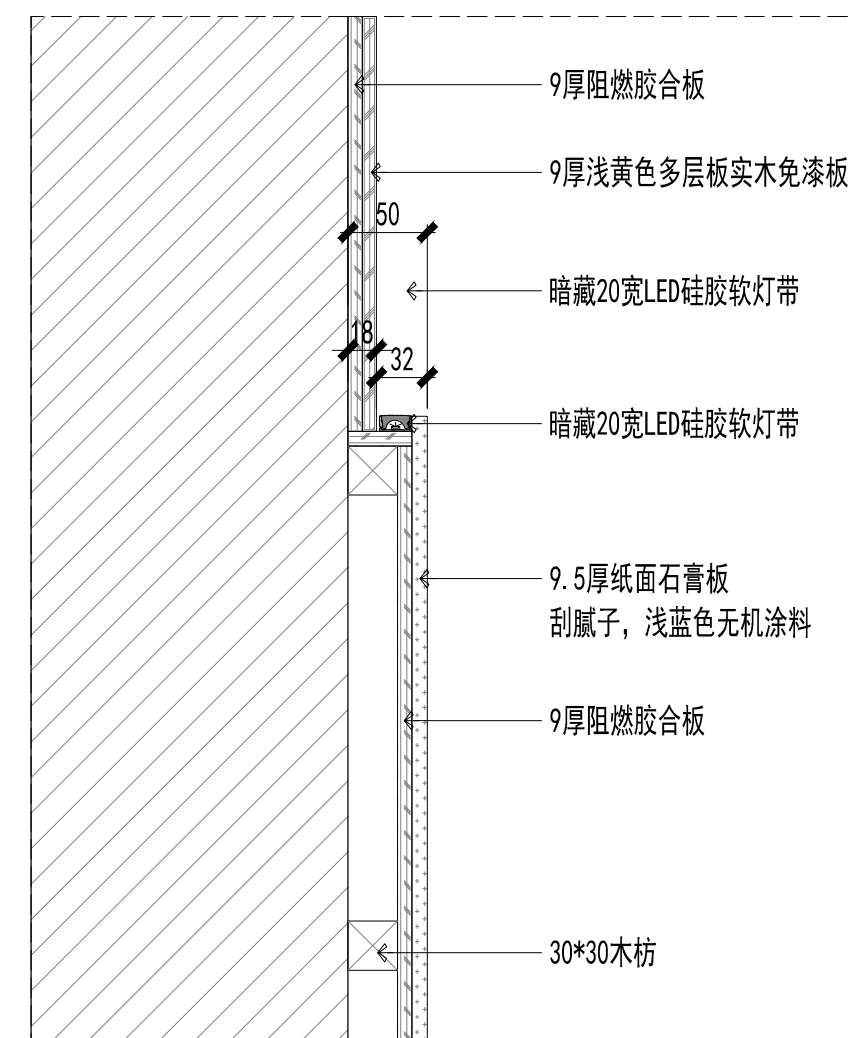 9厚阻燃胶合板
9厚浅黄色多层板实木免漆板
50
暗藏20宽LED硅胶软灯带
18
32
暗藏20宽LED硅胶软灯带
9.5厚纸面石膏板
刮腻子，浅蓝色无机涂料
9厚阻燃胶合板
30*30木枋